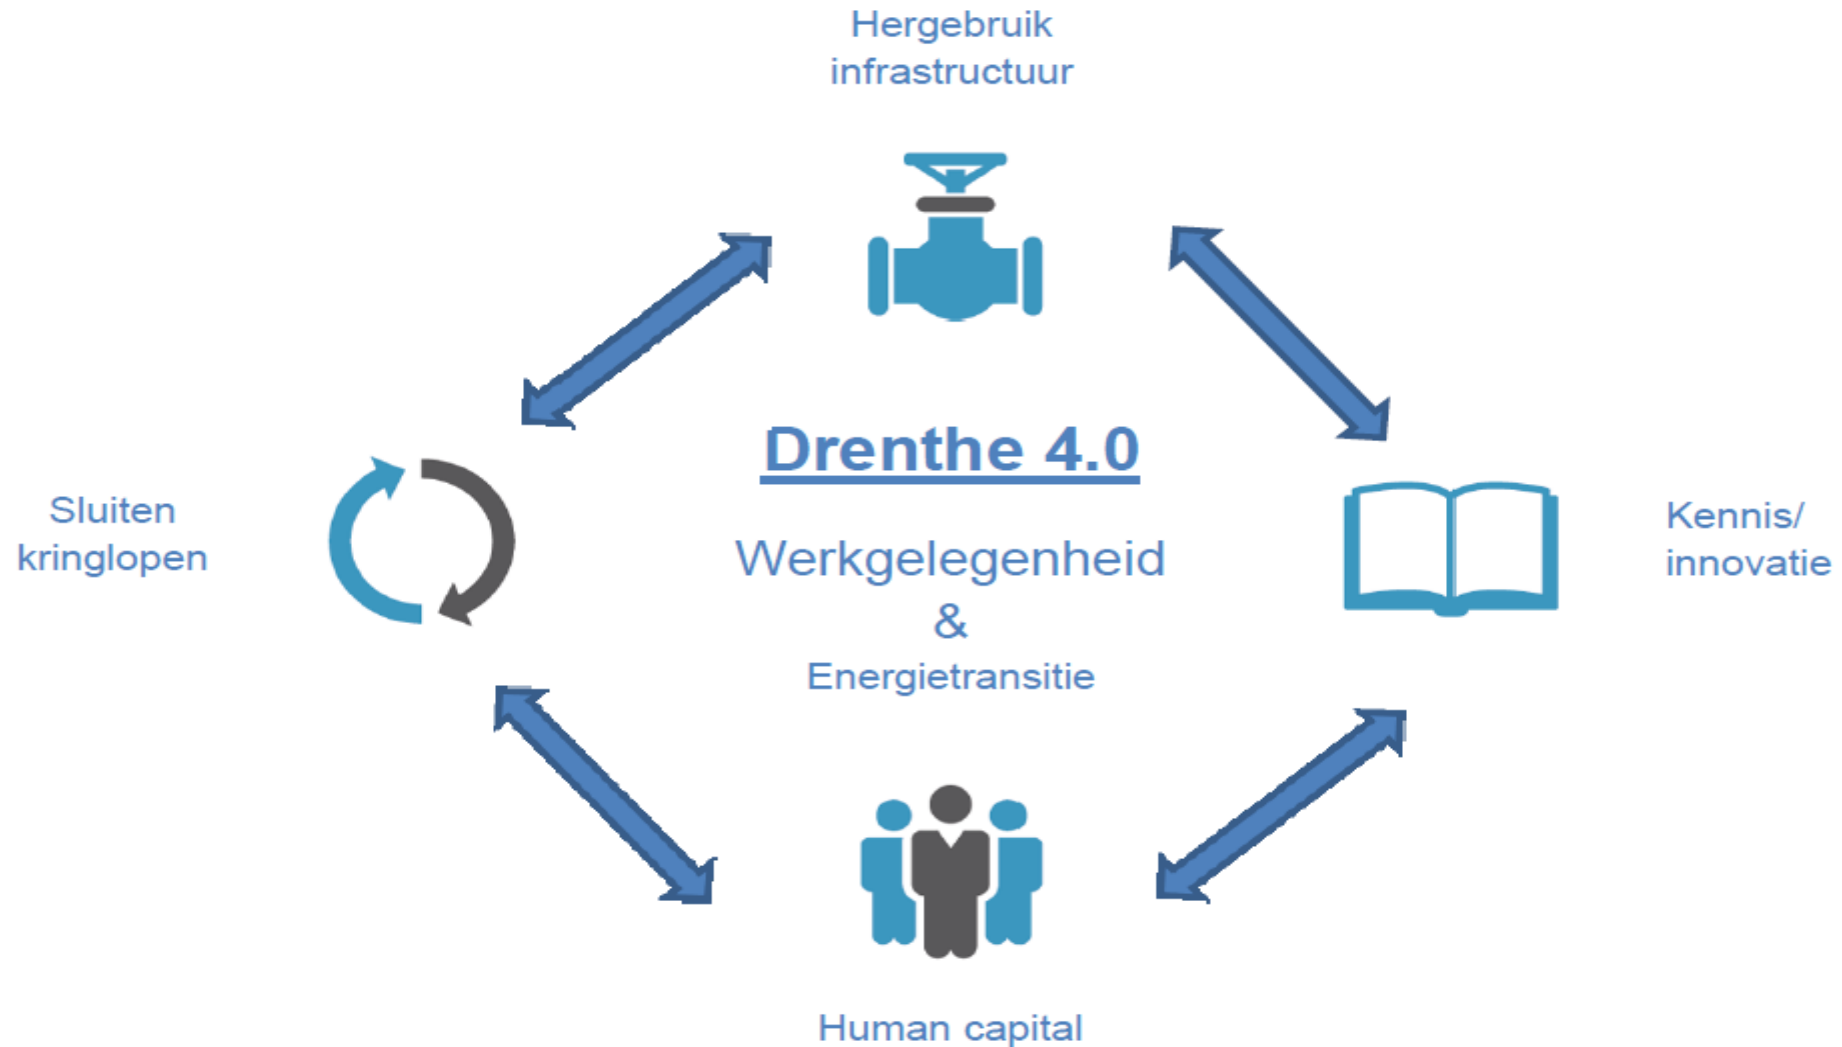 Hergebruik
infrastructuur
Drenthe 4.0
Sluiten
kringlopen
Werkgelegenheid
&
Energietransitie
Kennis/
innovatie
Human capital